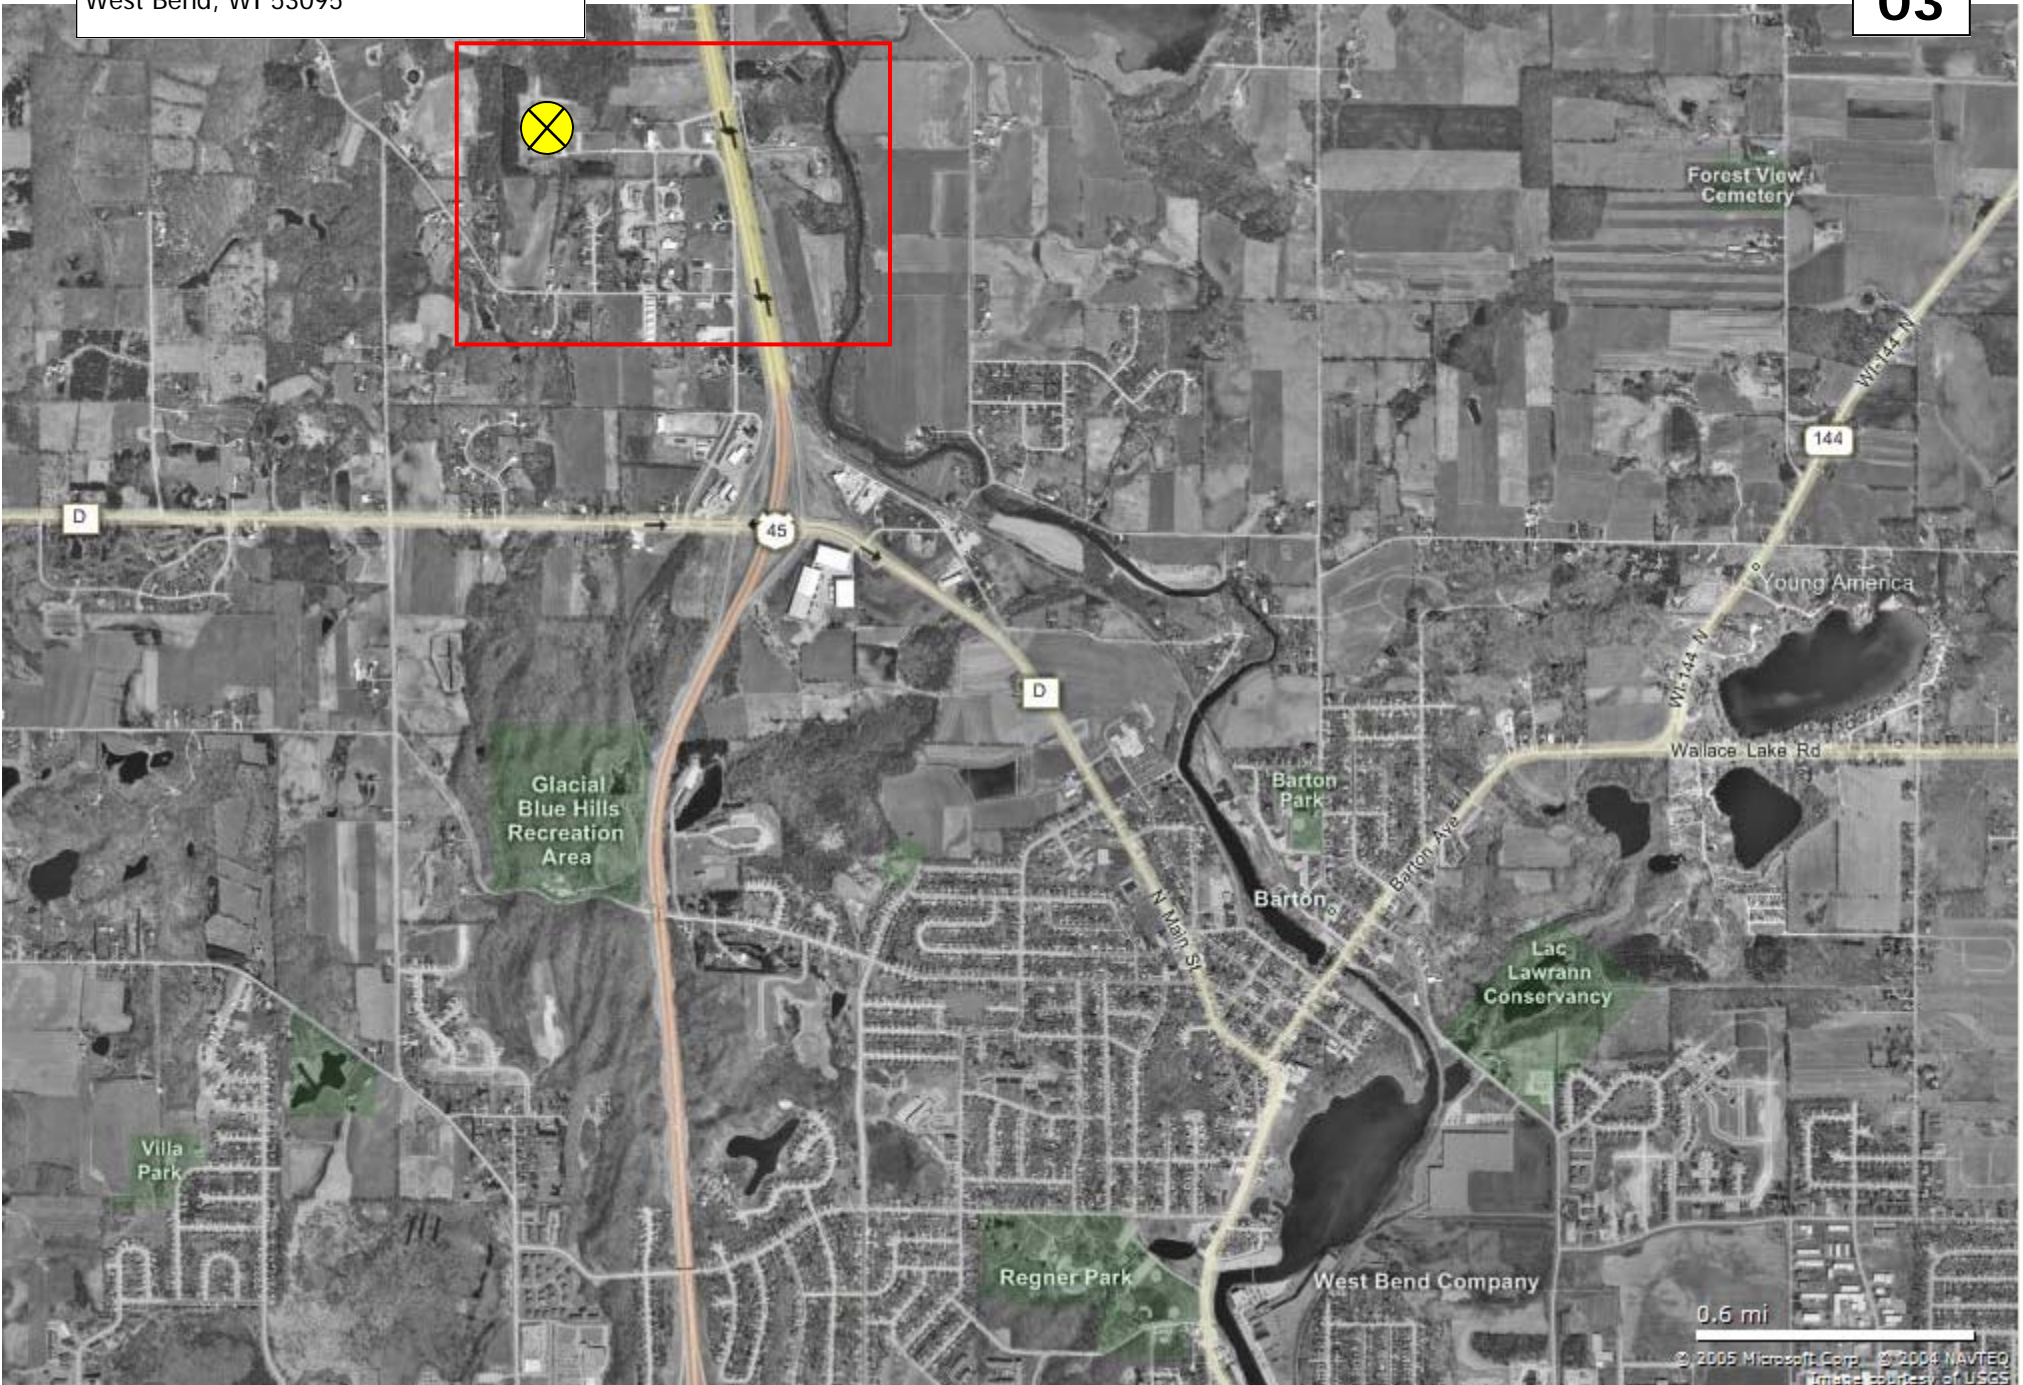 West Bend, WI 53095
03
Forest View
Cemetery
WI-144 N
144
D
45
Young America
WI-144 N
D
Wallace Lake Rd
Glacial
Blue Hills
Recreation
Area
Barton
Park
Barton Ave
Barton
N Main St
Lac
Lawrann
Conservancy
Villa
Park
Regner Park
West Bend Company
0.6 mi
© 2005 Microsoft Corp © 2004 NAVTEQ
Image courtesy of USGS